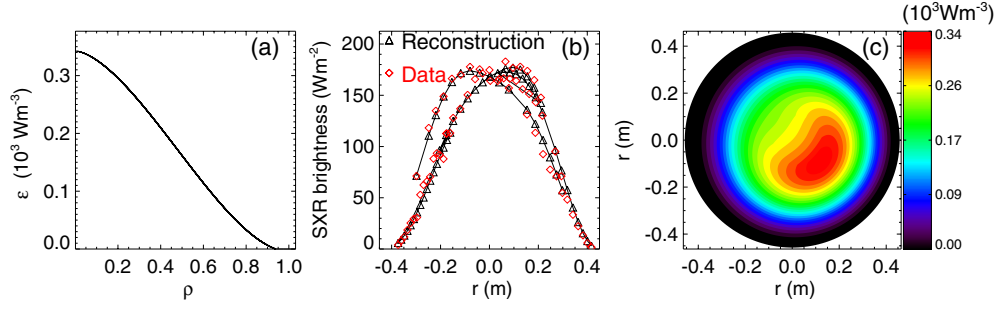 (a)
ε (10³ Wm⁻³)
0.3
0.2
0.1
0.0
0.2 0.4 0.6 0.8 1.0
ρ
△ Reconstruction (b)
◇ Data
SXR brightness (Wm⁻²)
200
150
100
50
0
-0.4 -0.2 0.0 0.2 0.4
r (m)
(c)
r (m)
0.4
0.2
0.0
-0.2
-0.4
-0.4 -0.2 0.0 0.2 0.4
r (m)
(10³Wm⁻³)
0.34
0.26
0.17
0.09
0.00